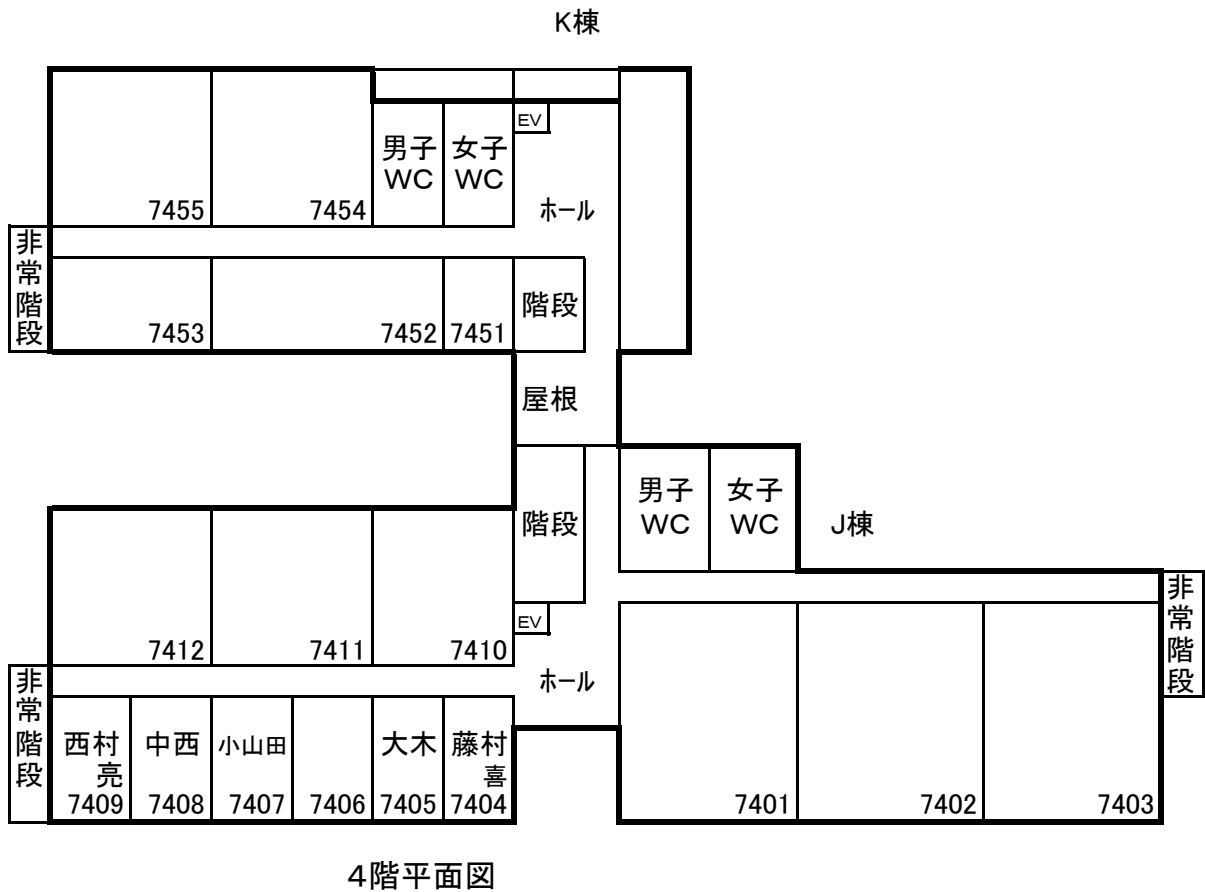 K棟
EV
男子
WC
女子
WC
7455
7454
ホール
非常階段
7453
7452
7451
階段
屋根
男子
WC
女子
WC
J棟
階段
非常階段
EV
7412
7411
7410
ホール
非常階段
西村
亮
7409
中西
7408
小山田
7407
7406
大木
7405
藤村
喜
7404
7401
7402
7403
4階平面図